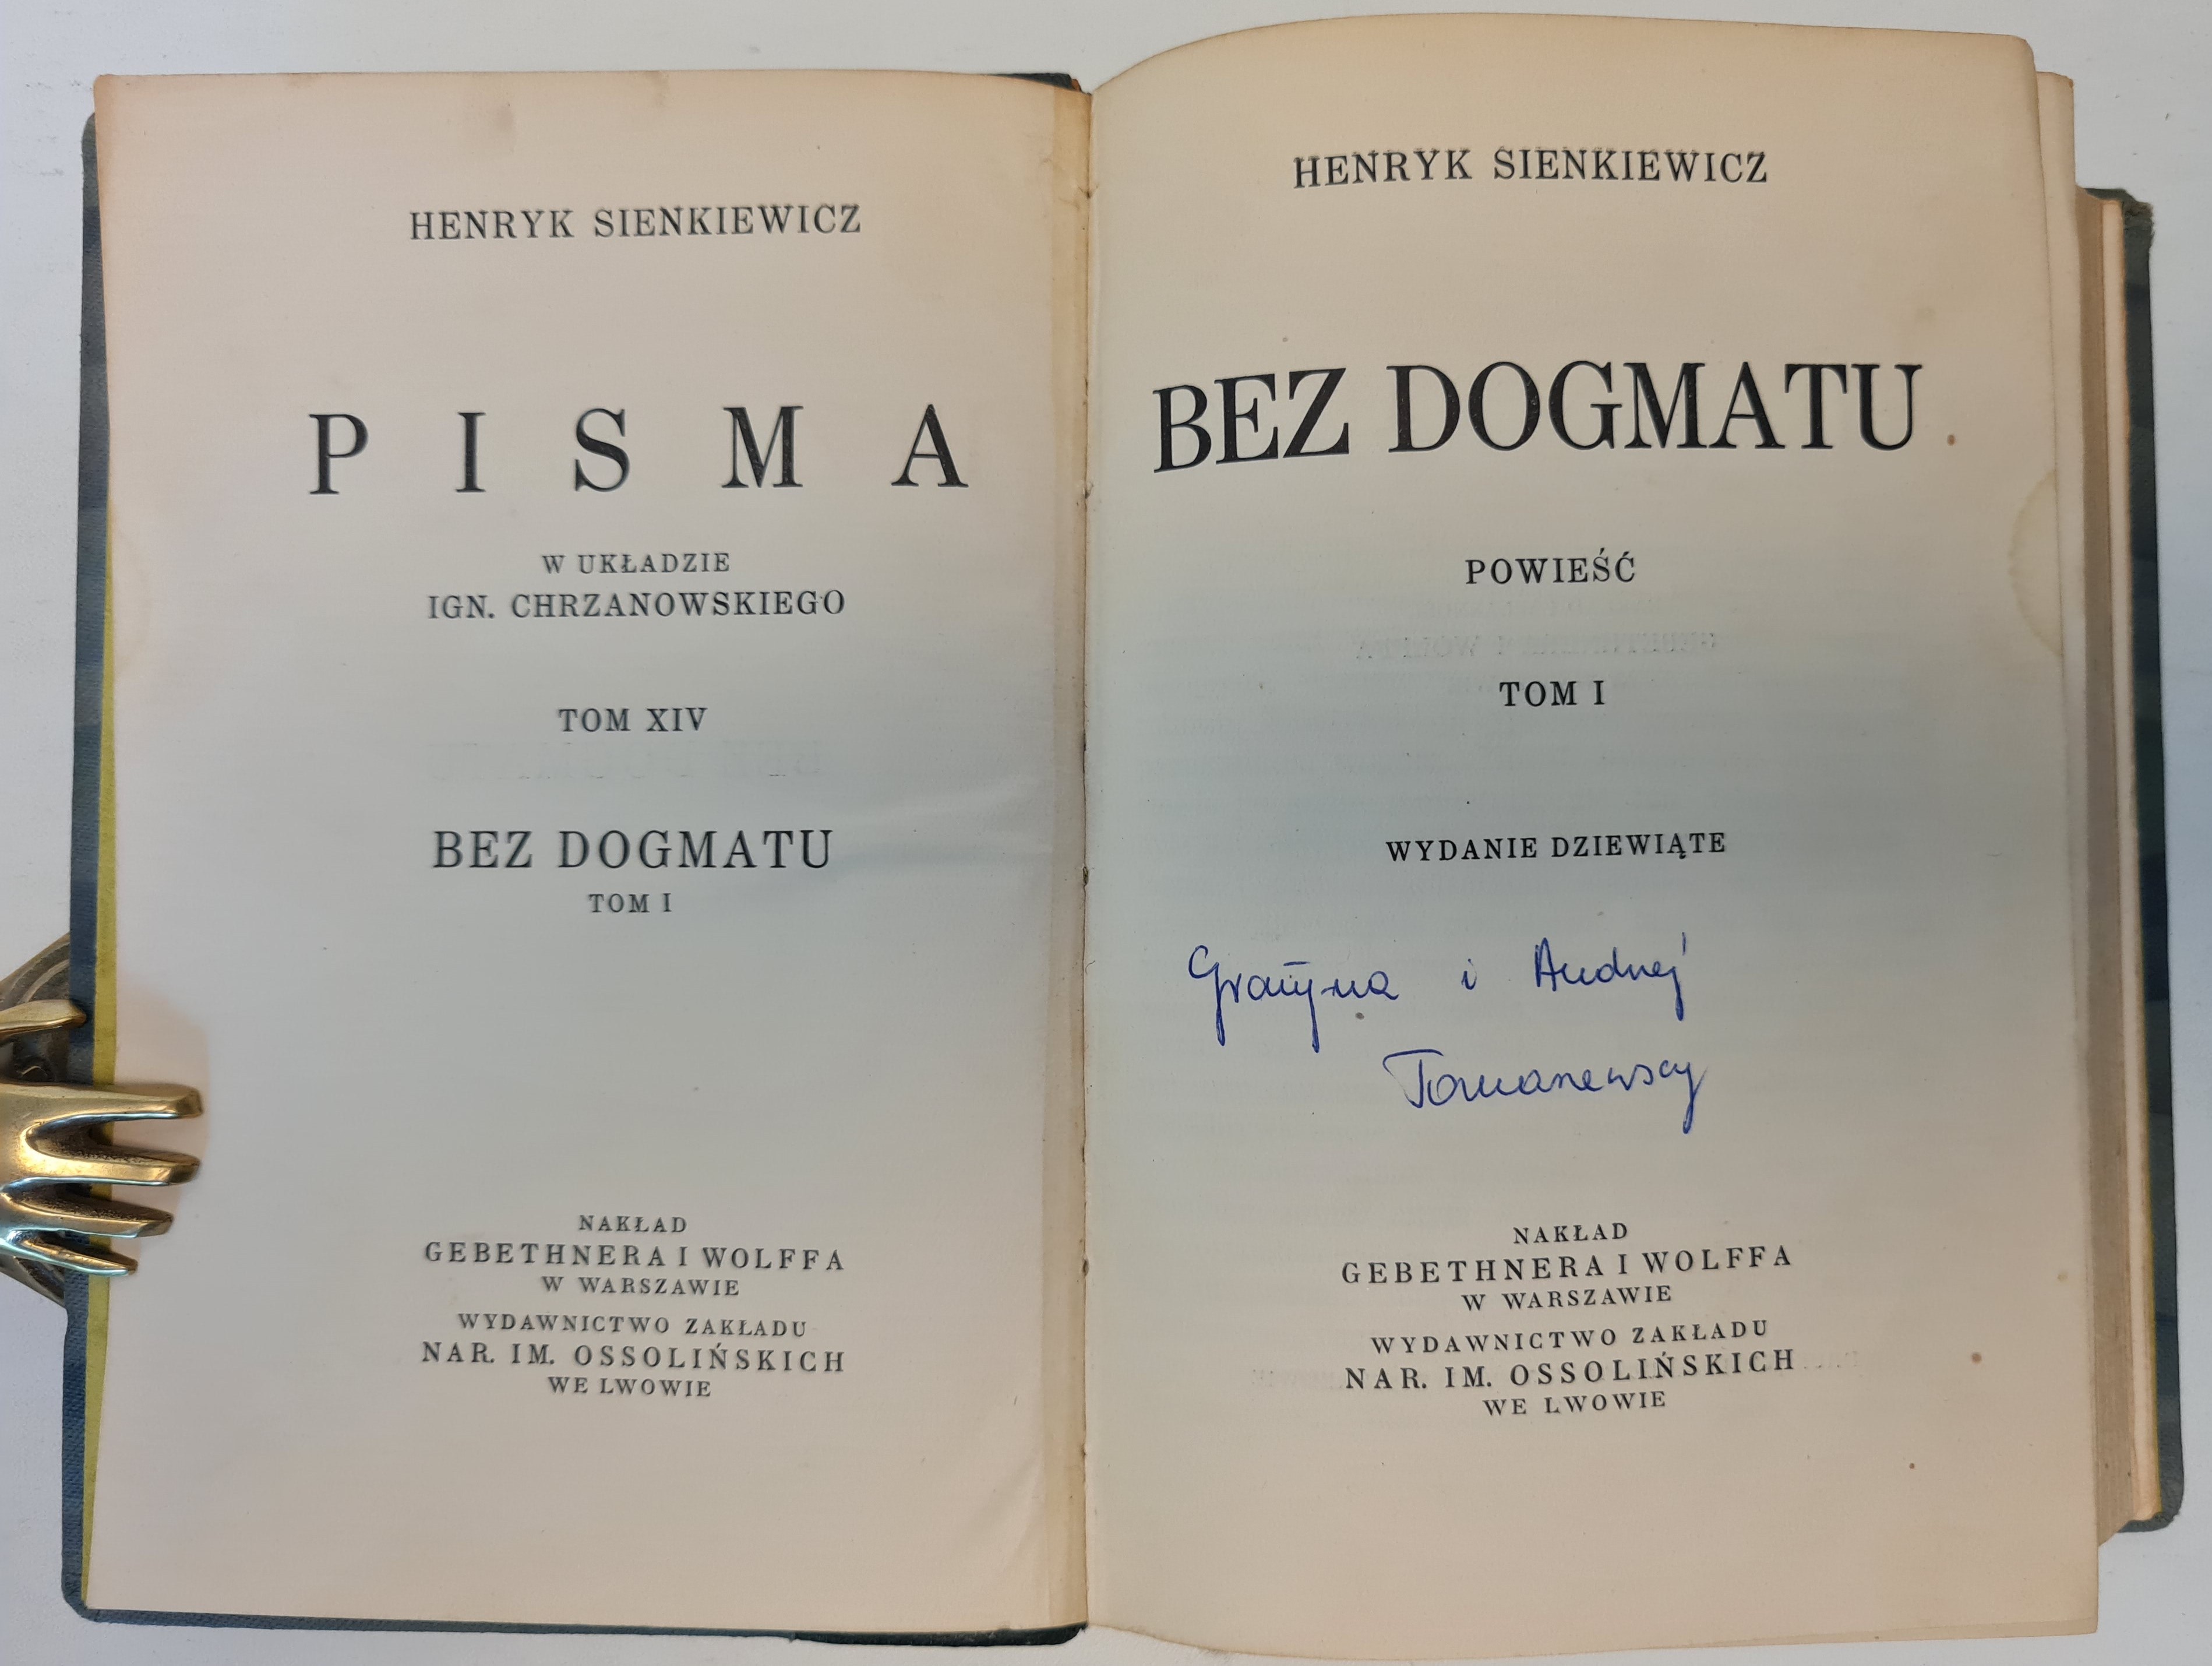 HENRYK SIENKIEWICZ
PISMA
W UKŁADZIE
IGN. CHRZANOWSKIEGO
TOM XIV
BEZ DOGMATU
TOM I
NAKŁAD
GEBETHNERA I WOLFFA
W WARSZAWIE
WYDAWNICTWO ZAKŁADU
NAR. IM. OSSOLIŃSKICH
WE LWOWIE
HENRYK SIENKIEWICZ
BEZ DOGMATU
POWIEŚĆ
TOM I
WYDANIE DZIEWIĄTE
Grażyna i Andrzej
Tomanewscy
NAKŁAD
GEBETHNERA I WOLFFA
W WARSZAWIE
WYDAWNICTWO ZAKŁADU
NAR. IM. OSSOLIŃSKICH
WE LWOWIE